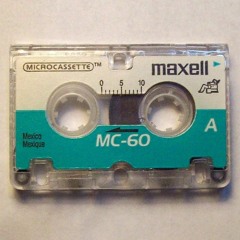 MICROCASSETTE™
maxell
0 5 10
A
Mexico
Mexique
MC-60